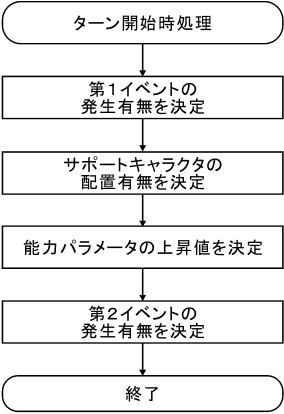 ターン開始時処理
第１イベントの
発生有無を決定
サポートキャラクタの
配置有無を決定
能力パラメータの上昇値を決定
第２イベントの
発生有無を決定
終了